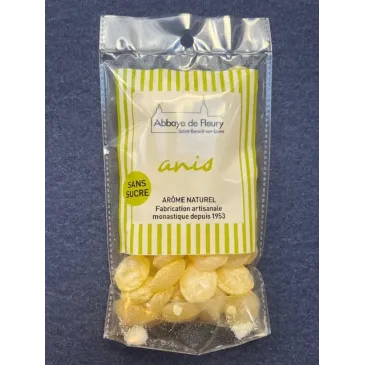 Abbaye de Fleury
Saint-Benoît-sur-Loire
anis
SANS
SUCRE
ARÔME NATUREL
Fabrication artisanale
monastique depuis 1953